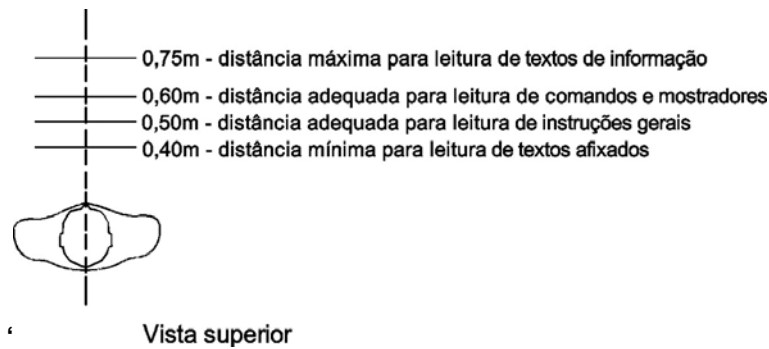 0,75m - distância máxima para leitura de textos de informação
0,60m - distância adequada para leitura de comandos e mostradores
0,50m - distância adequada para leitura de instruções gerais
0,40m - distância mínima para leitura de textos afixados
‘ Vista superior